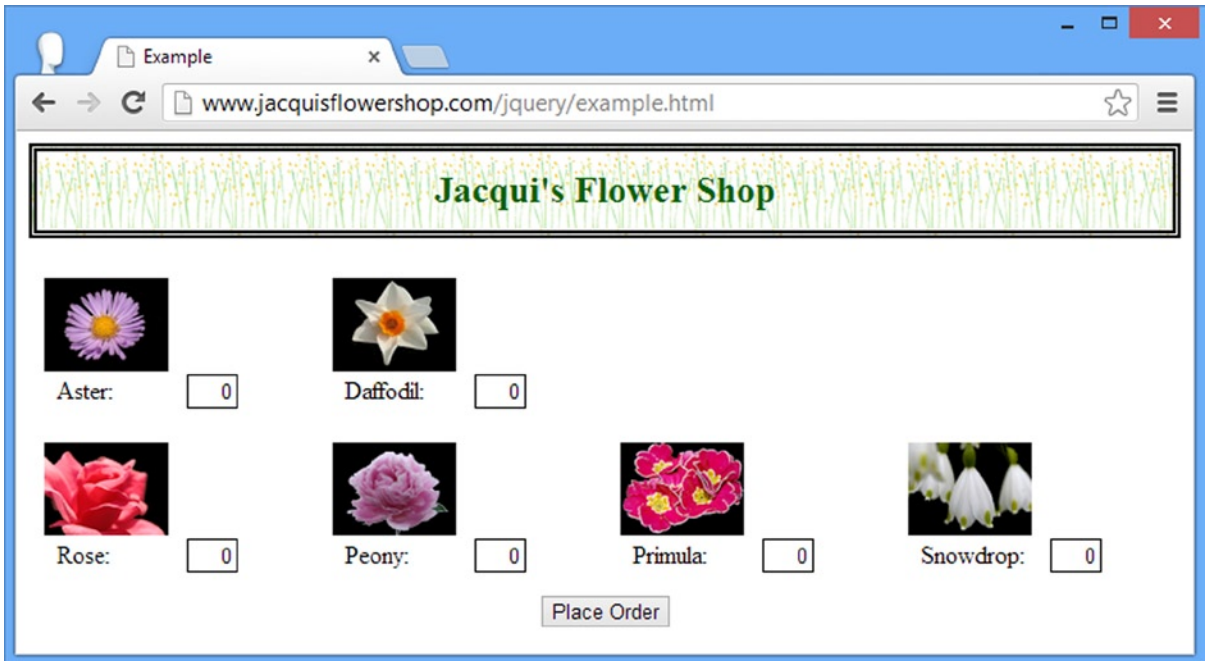 Example
www.jacquisflowershop.com/jquery/example.html
Jacqui's Flower Shop
Aster: 0 Daffodil: 0
Rose: 0 Peony: 0 Primula: 0 Snowdrop: 0
Place Order